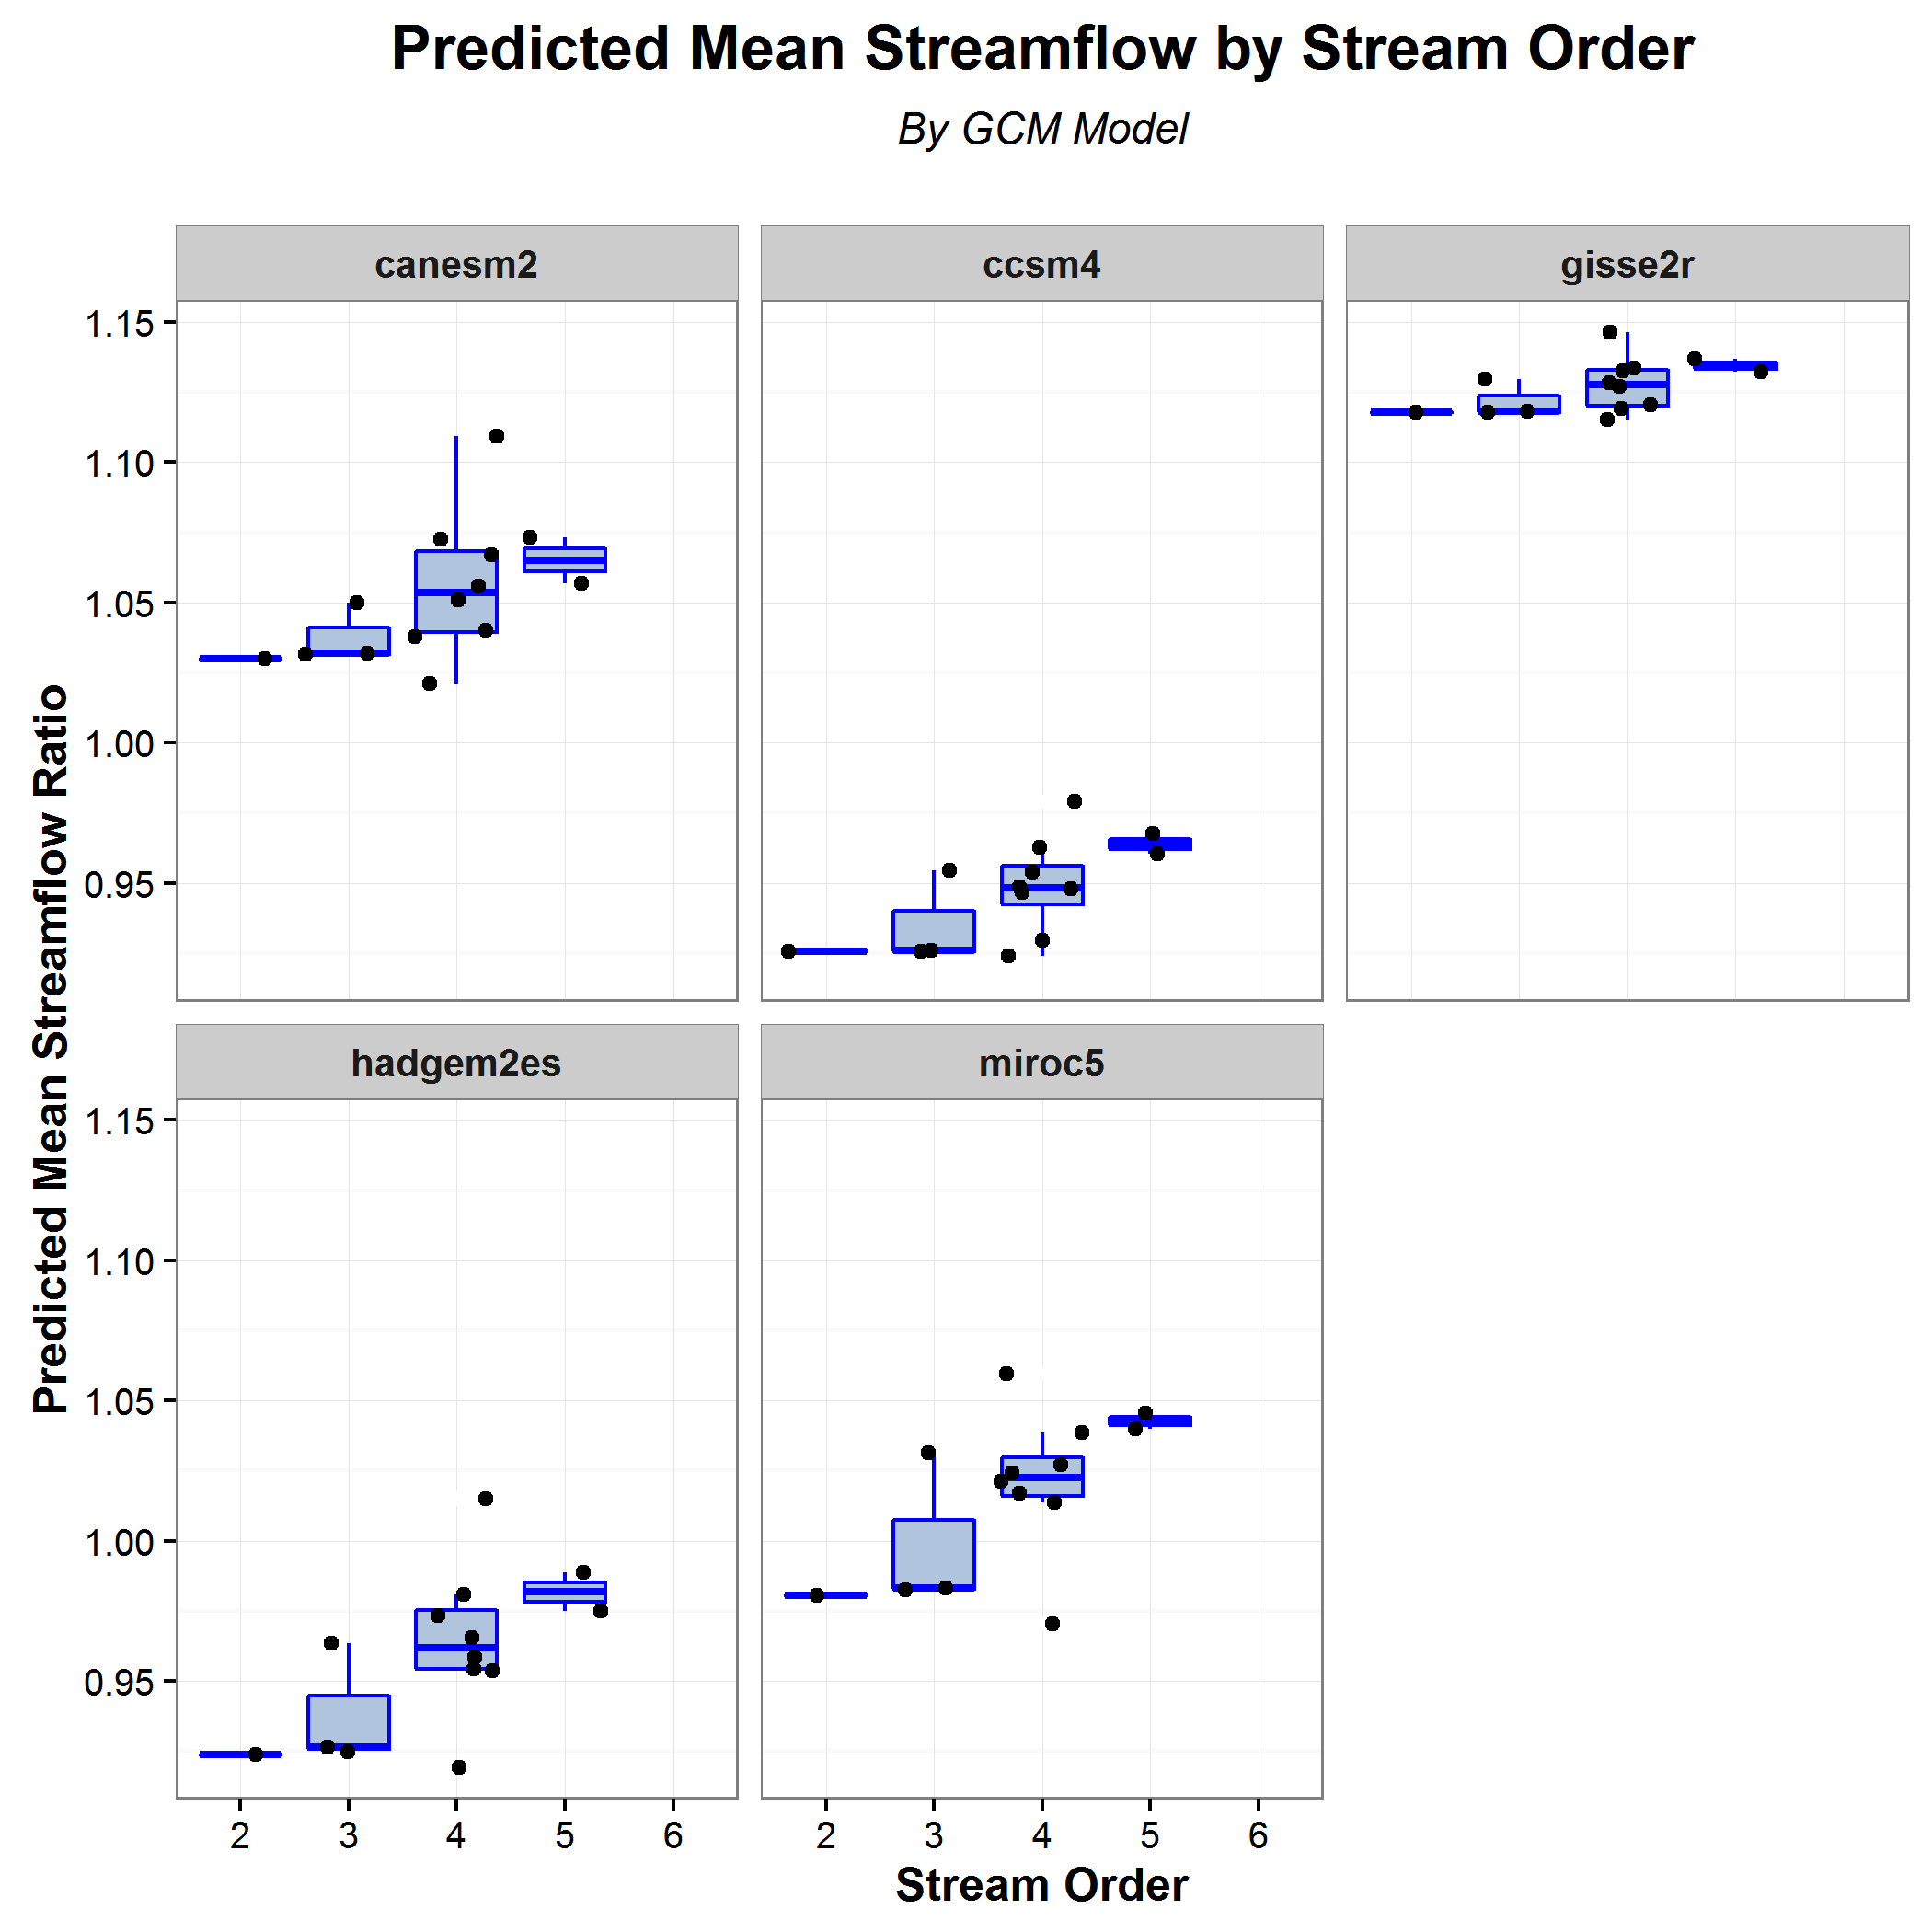 Predicted Mean Streamflow by Stream Order
By GCM Model
canesm2
ccsm4
gisse2r
1.15
1.10
1.05
1.00
0.95
Predicted Mean Streamflow Ratio
hadgem2es
miroc5
1.15
1.10
1.05
1.00
0.95
2 3 4 5 6
2 3 4 5 6
Stream Order